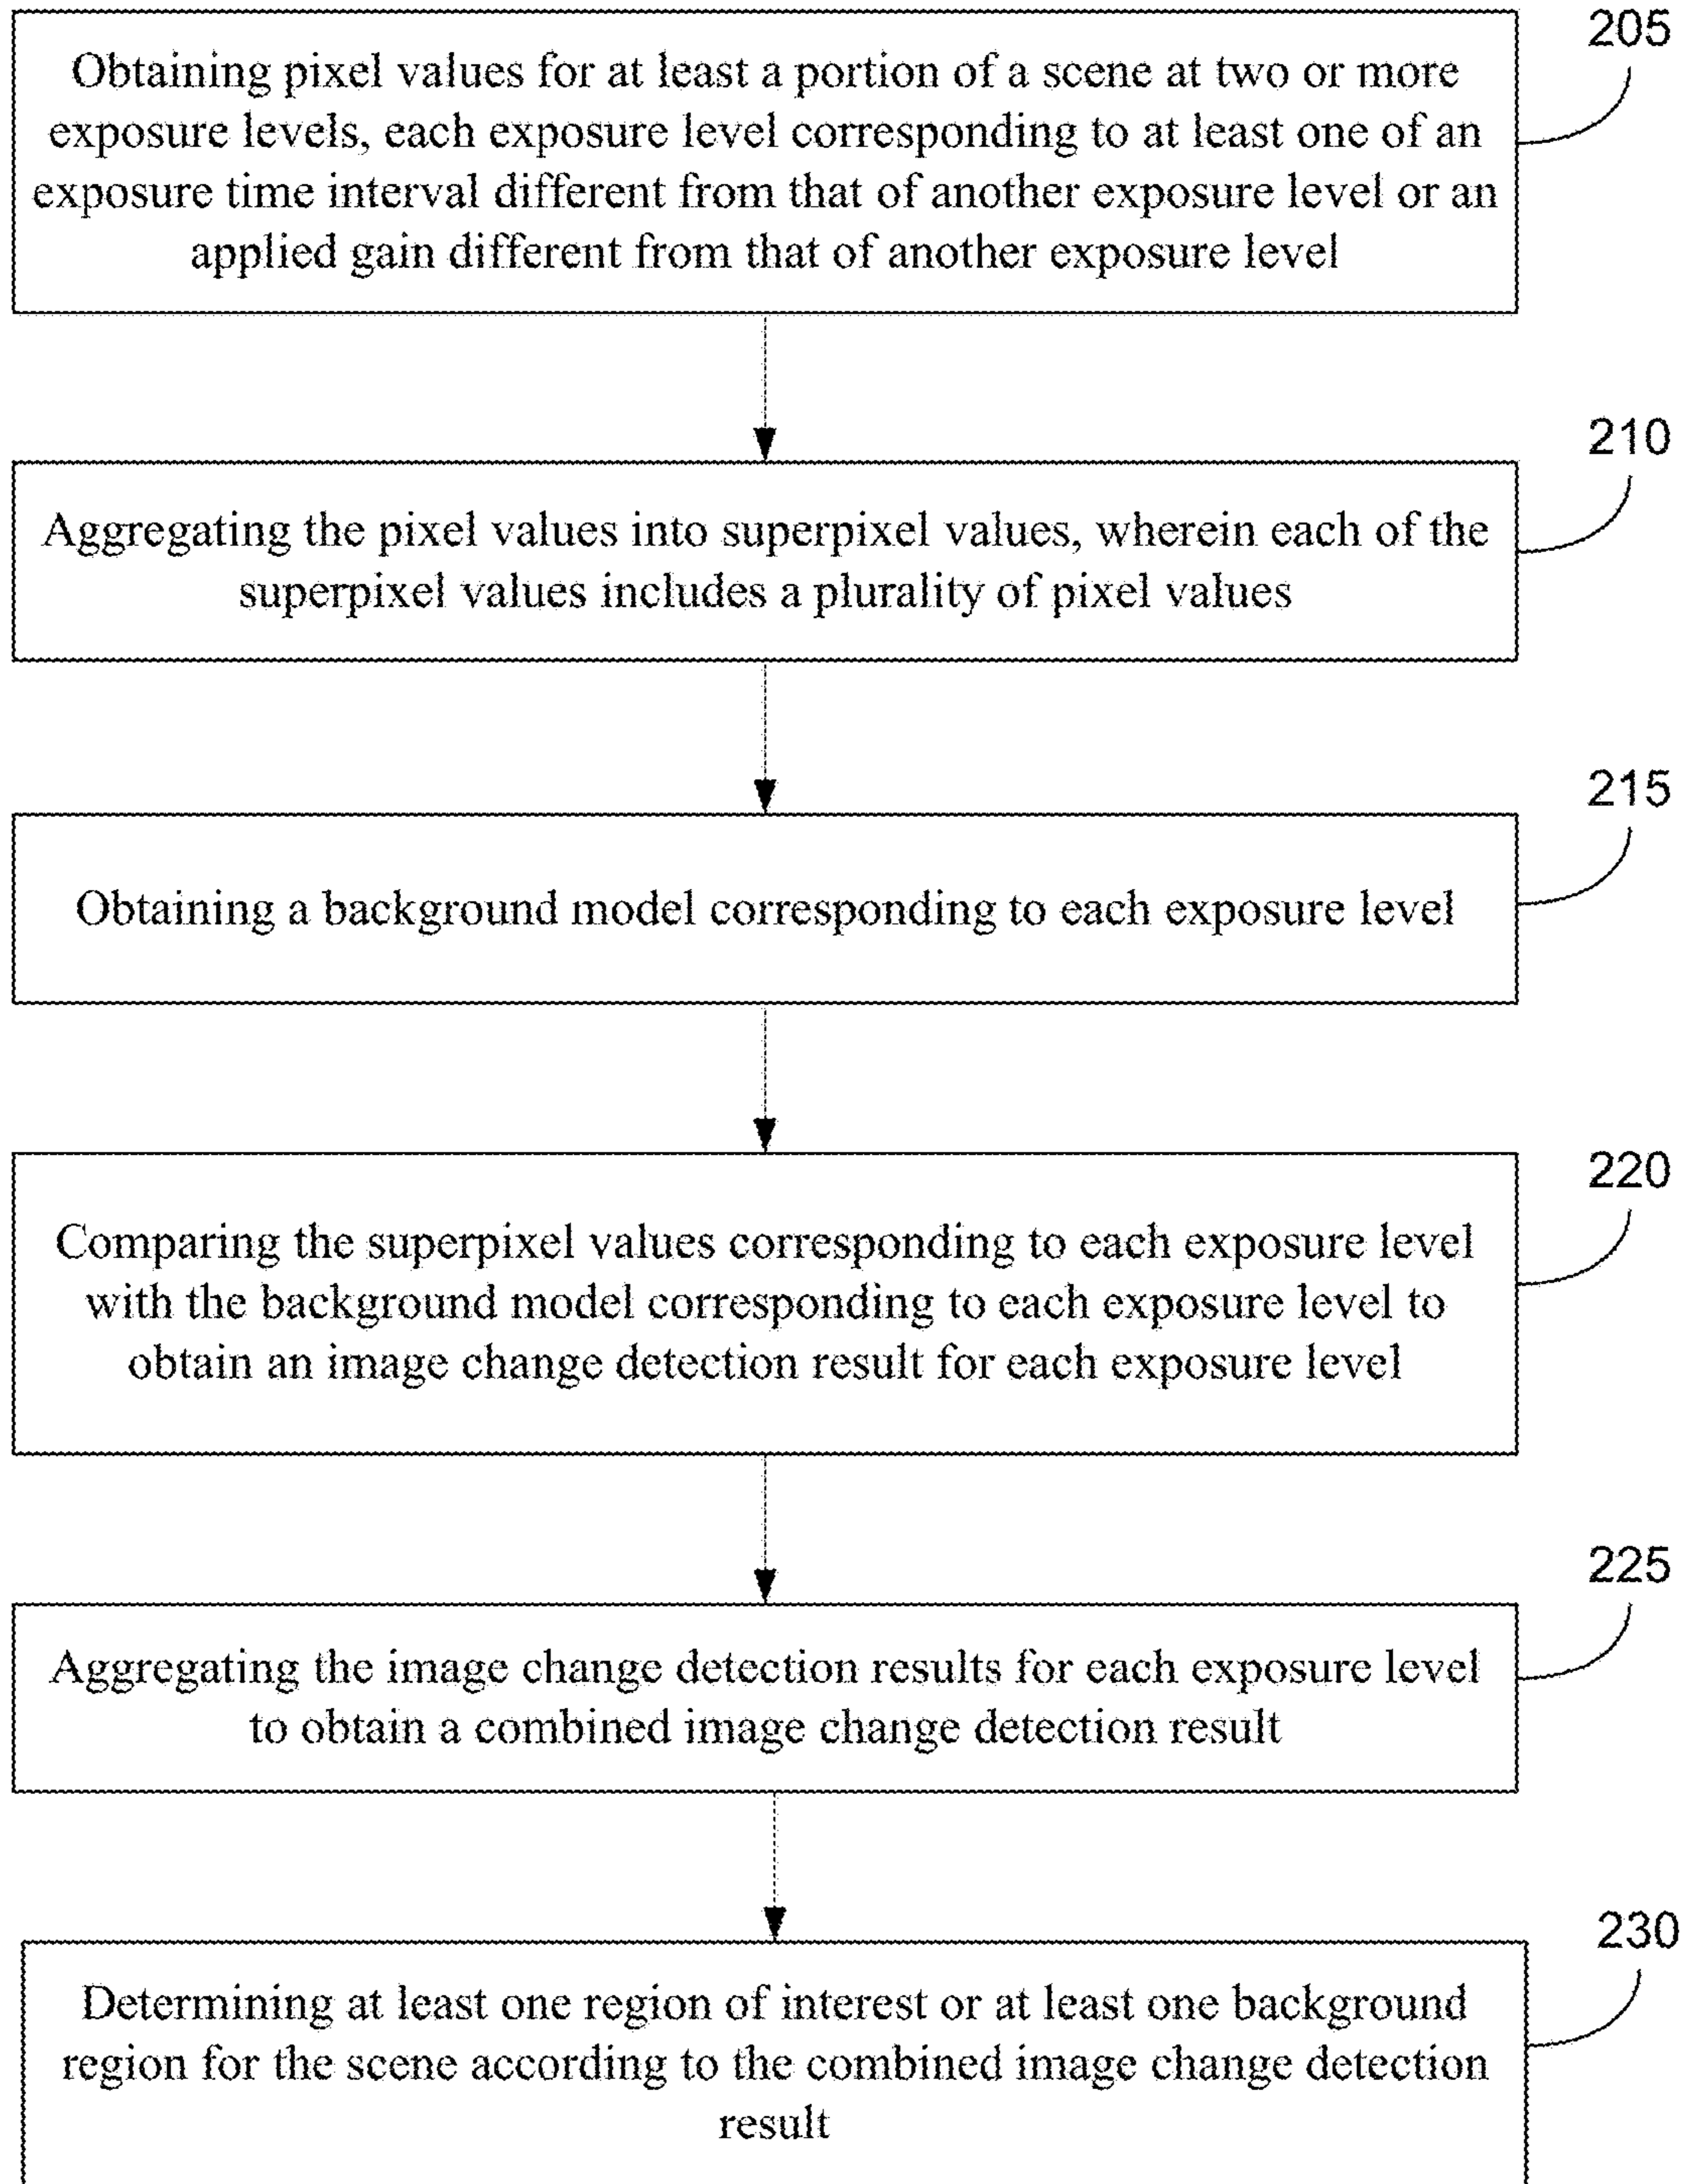 205
Obtaining pixel values for at least a portion of a scene at two or more
exposure levels, each exposure level corresponding to at least one of an
exposure time interval different from that of another exposure level or an
applied gain different from that of another exposure level
210
Aggregating the pixel values into superpixel values, wherein each of the
superpixel values includes a plurality of pixel values
215
Obtaining a background model corresponding to each exposure level
220
Comparing the superpixel values corresponding to each exposure level
with the background model corresponding to each exposure level to
obtain an image change detection result for each exposure level
225
Aggregating the image change detection results for each exposure level
to obtain a combined image change detection result
230
Determining at least one region of interest or at least one background
region for the scene according to the combined image change detection
result